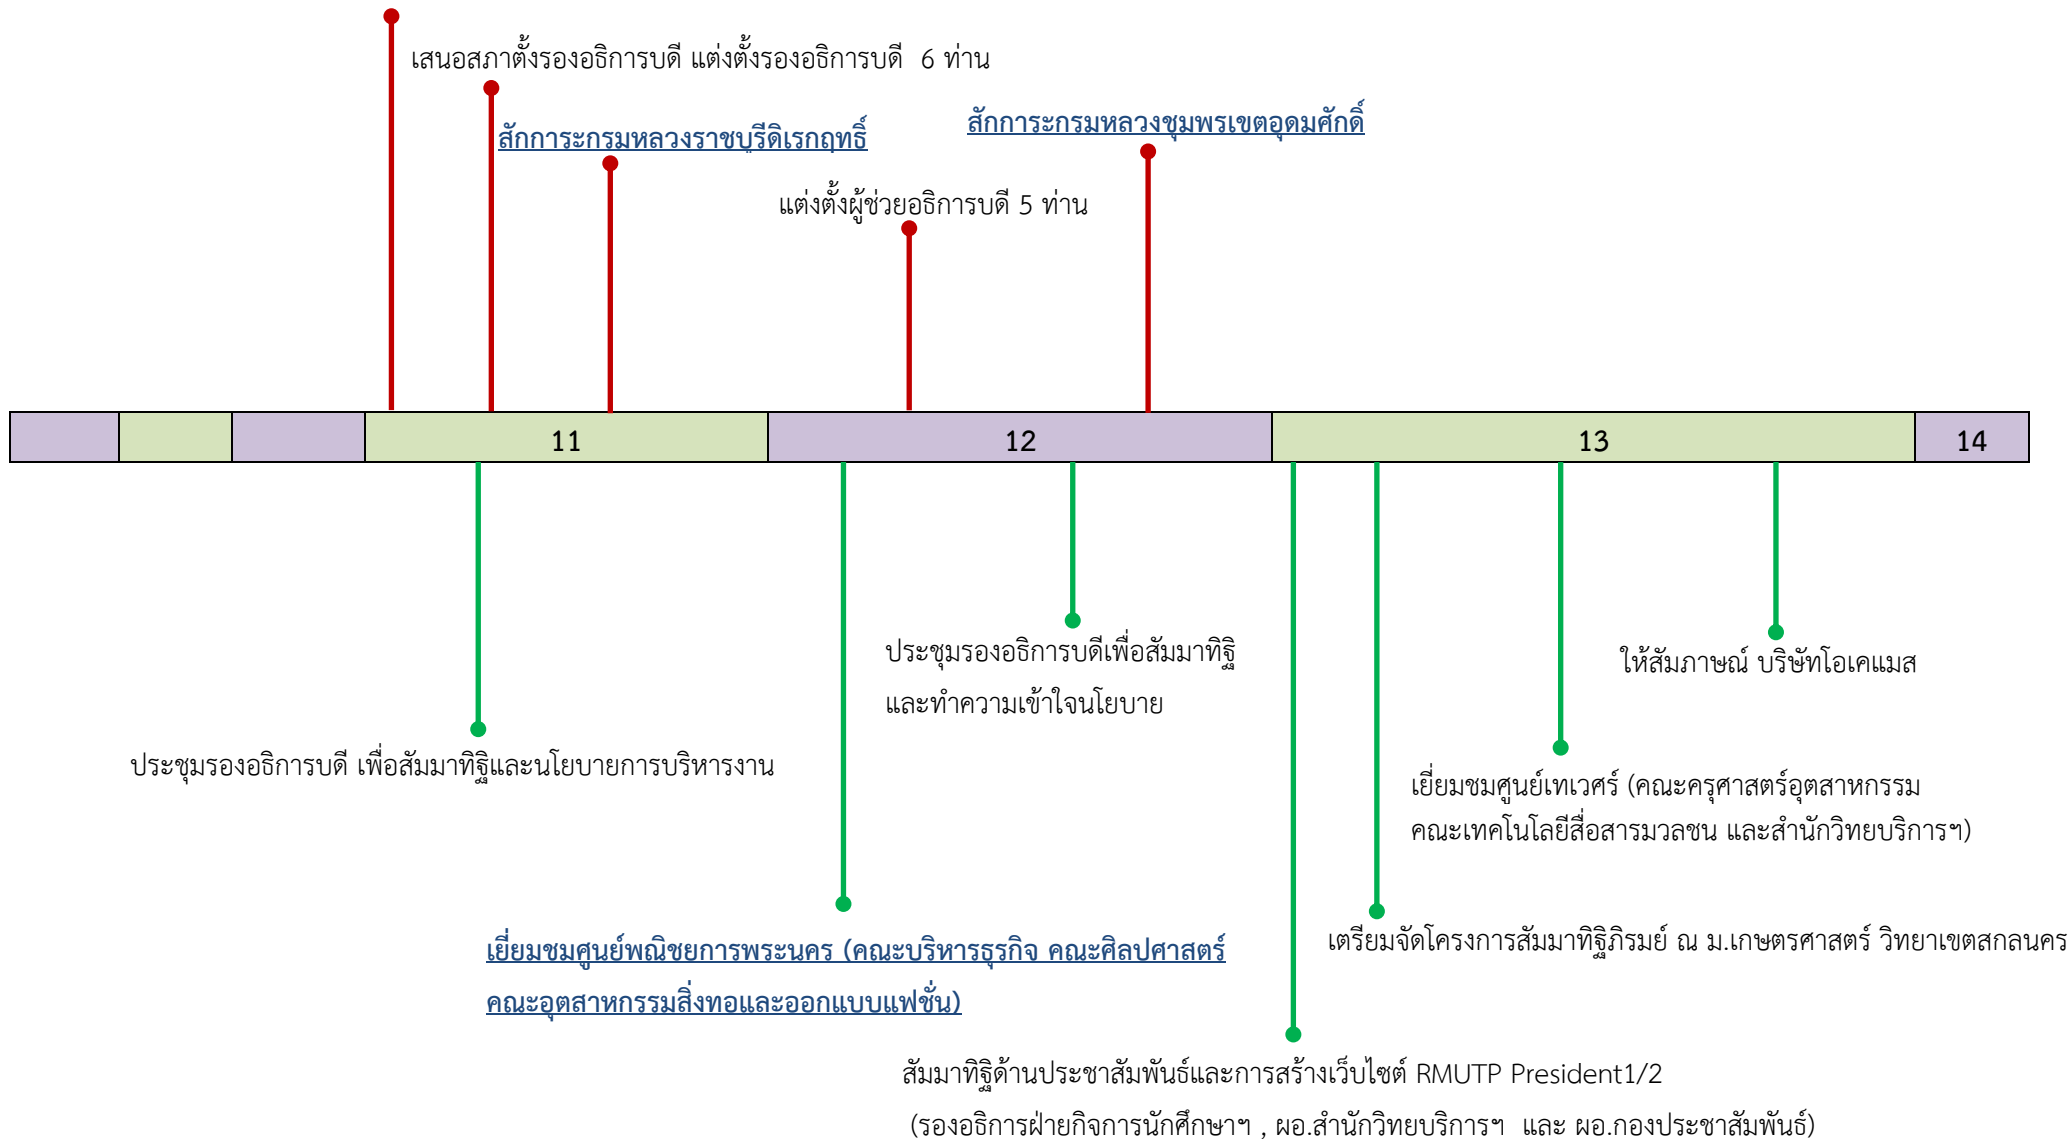 เสนอสภาตั้งรองอธิการบดี แต่งตั้งรองอธิการบดี 6 ท่าน
สักการะกรมหลวงราชบุรีดิเรกฤทธิ์
สักการะกรมหลวงชุมพรเขตอุดมศักดิ์
แต่งตั้งผู้ช่วยอธิการบดี 5 ท่าน
11 12 13 14
ประชุมรองอธิการบดีเพื่อสัมมาทิฐิ
และทำความเข้าใจนโยบาย
ให้สัมภาษณ์ บริษัทโอเคแมส
ประชุมรองอธิการบดี เพื่อสัมมาทิฐิและนโยบายการบริหารงาน
เยี่ยมชมศูนย์เทเวศร์ (คณะครุศาสตร์อุตสาหกรรม
คณะเทคโนโลยีสื่อสารมวลชน และสำนักวิทยบริการฯ)
เยี่ยมชมศูนย์พณิชยการพระนคร (คณะบริหารธุรกิจ คณะศิลปศาสตร์
คณะอุตสาหกรรมสิ่งทอและออกแบบแฟชั่น)
เตรียมจัดโครงการสัมมาทิฐิภิรมย์ ณ ม.เกษตรศาสตร์ วิทยาเขตสกลนคร
สัมมาทิฐิด้านประชาสัมพันธ์และการสร้างเว็บไซต์ RMUTP President1/2
(รองอธิการฝ่ายกิจการนักศึกษาฯ , ผอ.สำนักวิทยบริการฯ และ ผอ.กองประชาสัมพันธ์)